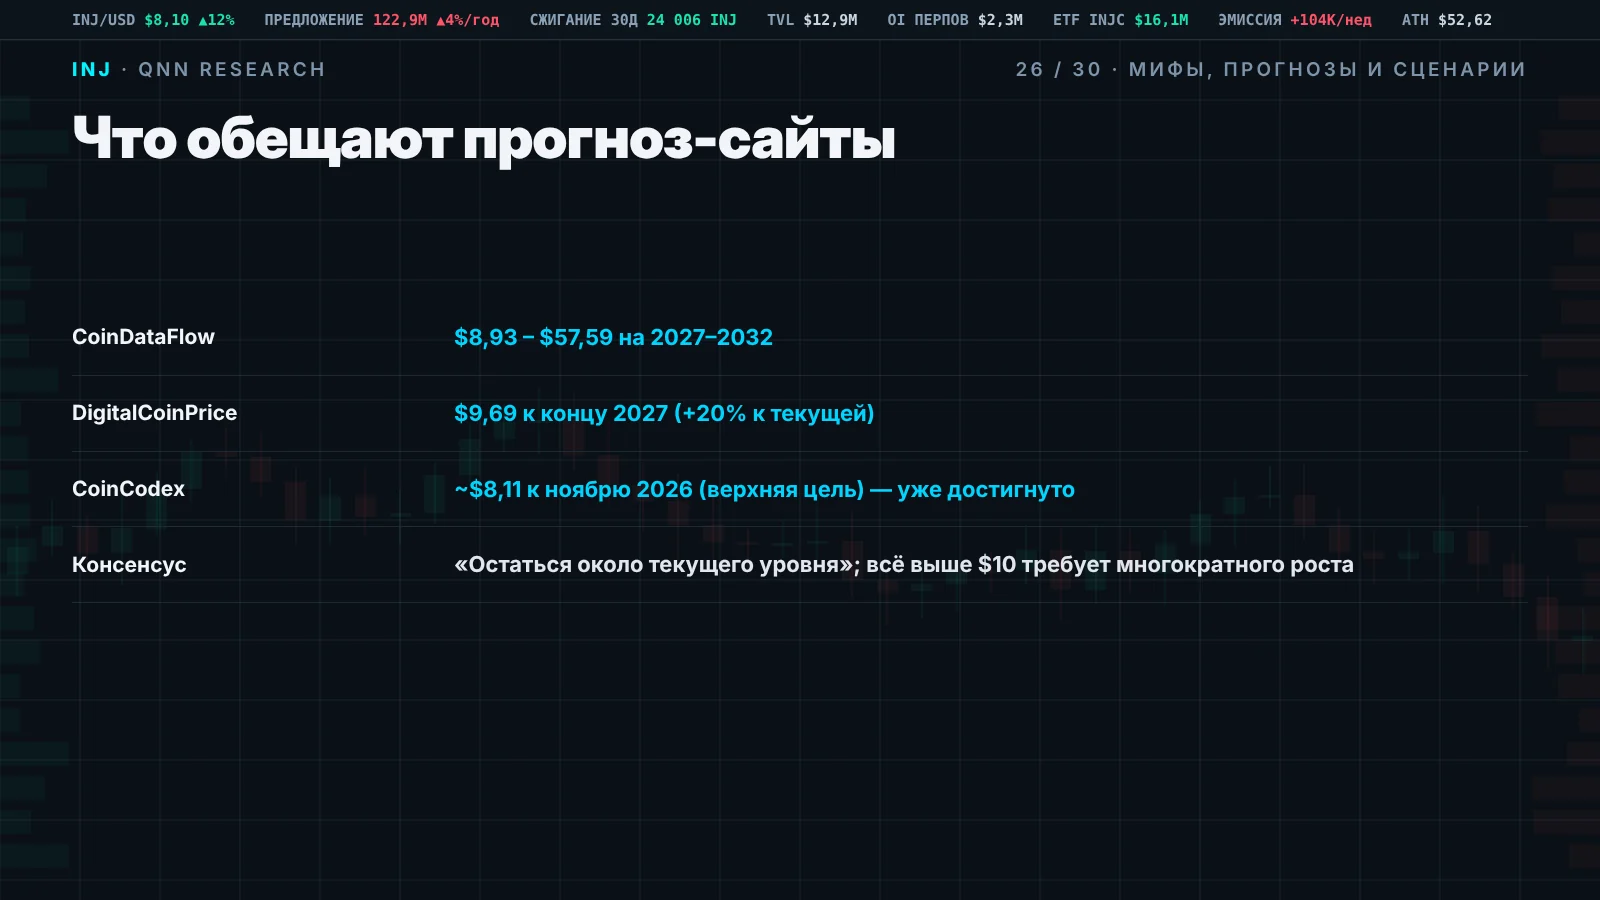 INJ/USD $8,10 ▲12% ПРЕДЛОЖЕНИЕ 122,9M ▲4%/год СЖИГАНИЕ 30Д 24 006 INJ TVL $12,9M OI ПЕРПОВ $2,3M ETF INJC $16,1M ЭМИССИЯ +104K/нед ATH $52,62
INJ · QNN RESEARCH
26 / 30 · МИФЫ, ПРОГНОЗЫ И СЦЕНАРИИ
Что обещают прогноз-сайты
CoinDataFlow $8,93 – $57,59 на 2027–2032
DigitalCoinPrice $9,69 к концу 2027 (+20% к текущей)
CoinCodex ~$8,11 к ноябрю 2026 (верхняя цель) — уже достигнуто
Консенсус «Остаться около текущего уровня»; всё выше $10 требует многократного роста